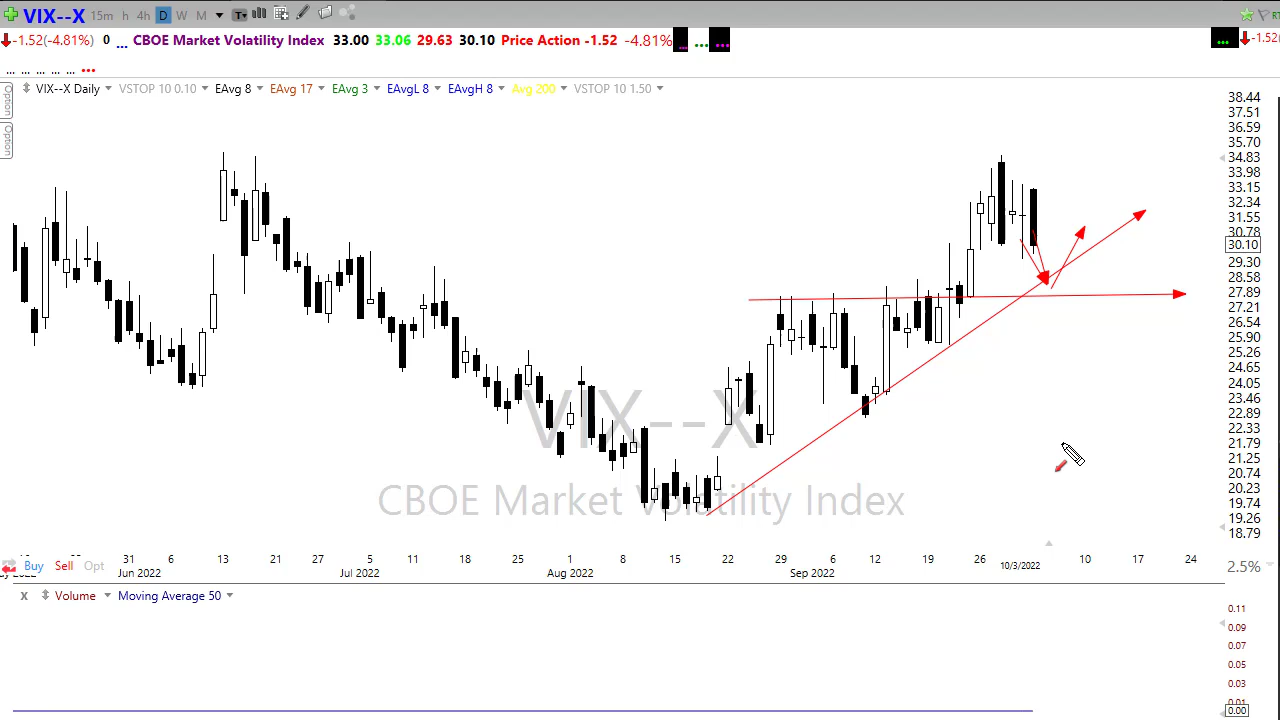 VIX--X 15m h 4h D W M T
RT
-1.52(-4.81%) 0 ... CBOE Market Volatility Index 33.00 33.06 29.63 30.10 Price Action -1.52 -4.81% ... ... ... ... -1.52(
... ... ... ... ... ...
VIX--X Daily VSTOP 10 0.10 EAvg 8 EAvg 17 EAvg 3 EAvgL 8 EAvgH 8 Avg 200 VSTOP 10 1.50
Option
Option
38.44
37.51
36.59
35.70
34.83
33.98
33.15
32.34
31.55
30.78
30.10
29.30
28.58
27.89
27.21
26.54
25.90
25.26
24.65
24.05
23.46
22.89
22.33
21.79
21.25
20.74
20.23
19.74
19.26
18.79
VIX--X
CBOE Market Volatility Index
31 6 13 21 27 5 11 18 25 1 8 15 22 29 6 12 19 26 10 17 24
Buy Sell Opt
2022 Jun 2022 Jul 2022 Aug 2022 Sep 2022 10/3/2022
2.5%
x Volume Moving Average 50
0.11
0.09
0.07
0.05
0.03
0.01
0.00